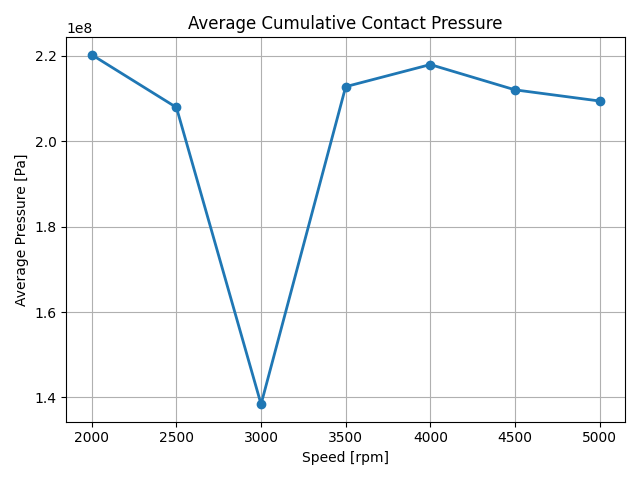 Average Cumulative Contact Pressure
1e8
2.2
2.0
1.8
1.6
1.4
Average Pressure [Pa]
2000 2500 3000 3500 4000 4500 5000
Speed [rpm]